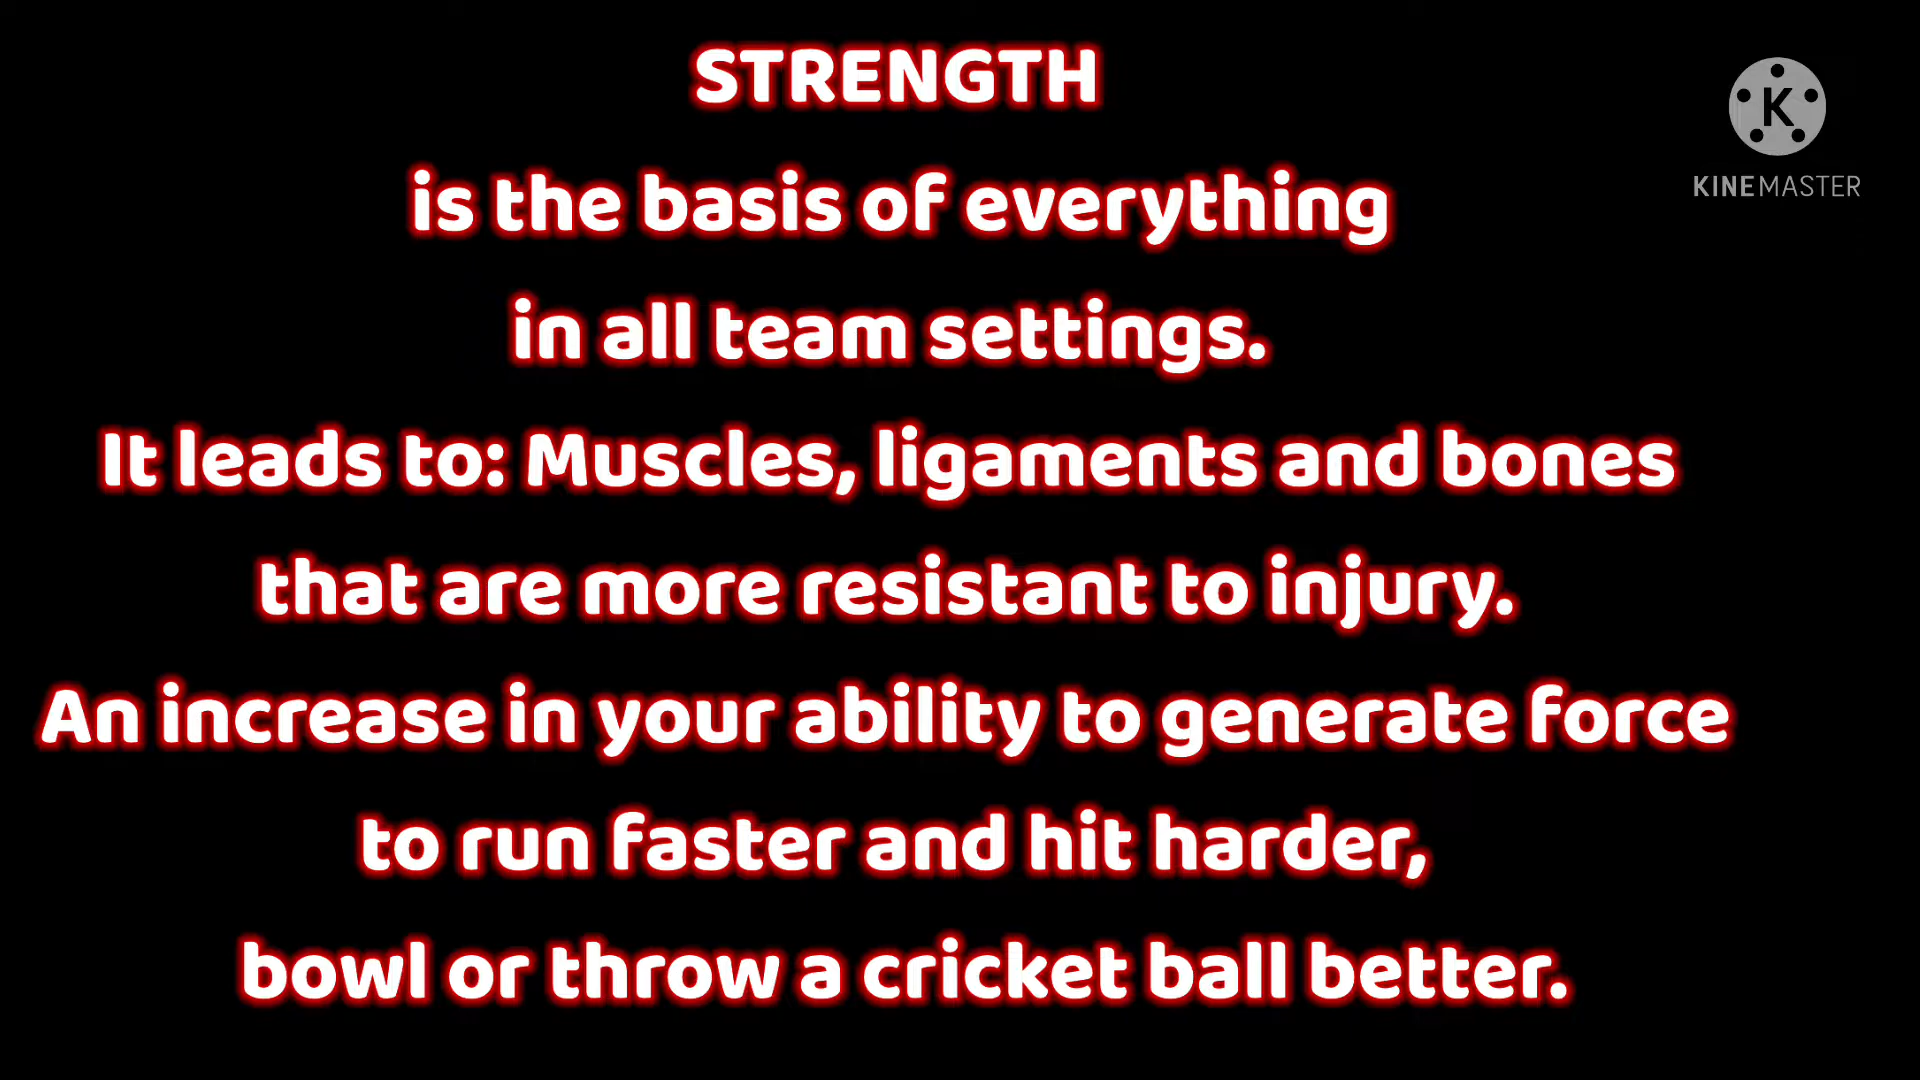 STRENGTH
is the basis of everything
in all team settings.
It leads to: Muscles, ligaments and bones
that are more resistant to injury.
An increase in your ability to generate force
to run faster and hit harder,
bowl or throw a cricket ball better.
K
KINEMASTER